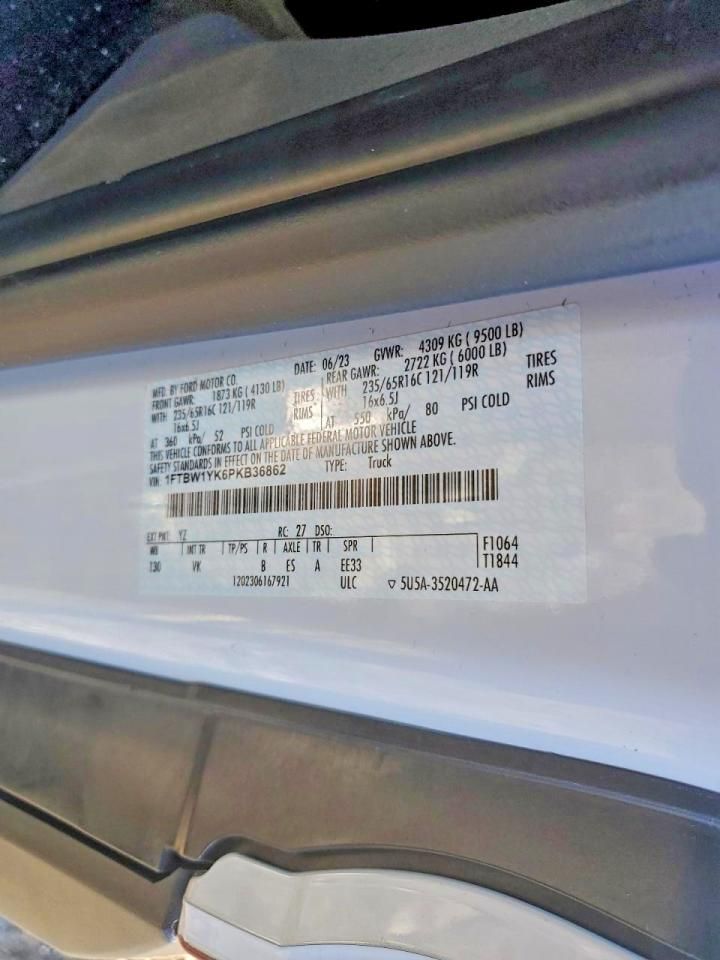 MFD. BY FORD MOTOR CO. DATE: 06/23 GVWR: 4309 KG ( 9500 LB)
FRONT GAWR: 1873 KG ( 4130 LB) REAR GAWR: 2722 KG ( 6000 LB)
WITH 235/65R16C 121/119R TIRES WITH 235/65R16C 121/119R TIRES
16x6.5J RIMS 16x6.5J RIMS
AT 360 kPa/ 52 PSI COLD AT 550 kPa/ 80 PSI COLD
THIS VEHICLE CONFORMS TO ALL APPLICABLE FEDERAL MOTOR VEHICLE
SAFETY STANDARDS IN EFFECT ON THE DATE OF MANUFACTURE SHOWN ABOVE.
VIN: 1FTBW1YK6PKB36862 TYPE: Truck
EXT PNT: YZ RC: 27 DSO:
WB INT TR TP/PS R AXLE TR SPR F1064
130 VK B ES A EE33 T1844
1202306167921 ULC ▽ 5U5A-3520472-AA